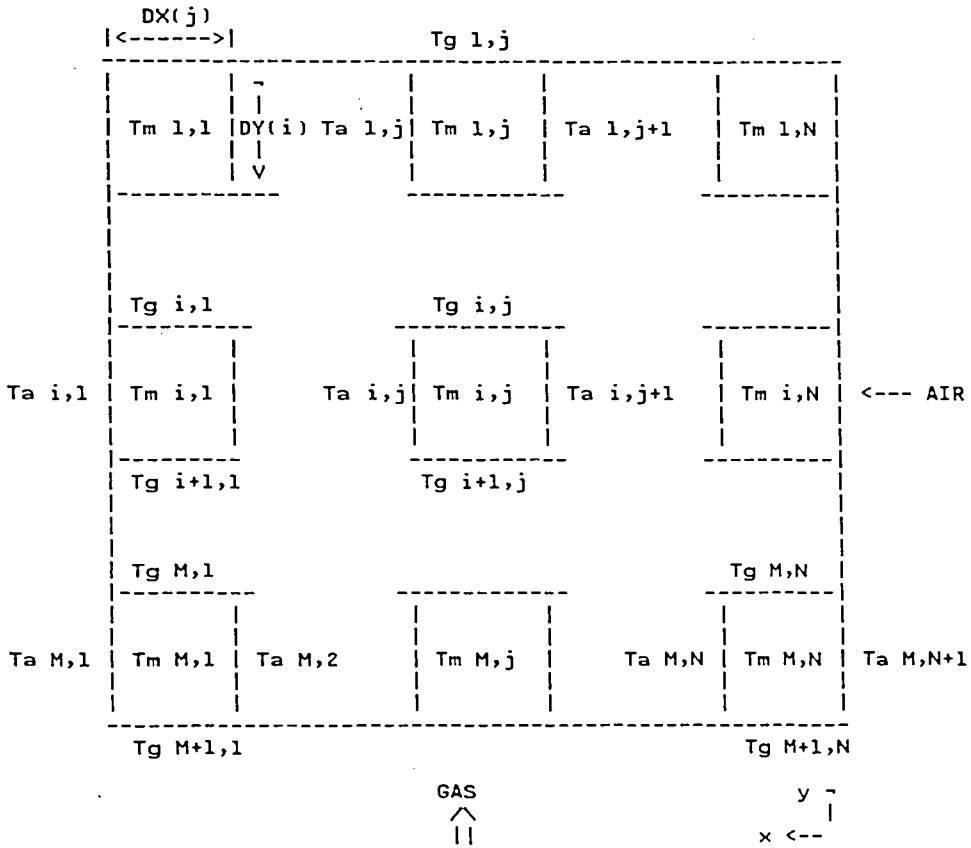 DX(j)
|<------>|
Tg 1,j
Tm 1,1 DY(i) Ta 1,j Tm 1,j Ta 1,j+1 Tm 1,N
Tg i,1 Tg i,j
Ta i,1 Tm i,1 Ta i,j Tm i,j Ta i,j+1 Tm i,N <--- AIR
Tg i+1,1 Tg i+1,j
Tg M,1 Tg M,N
Ta M,1 Tm M,1 Ta M,2 Tm M,j Ta M,N Tm M,N Ta M,N+1
Tg M+1,1 Tg M+1,N
GAS y
x <--